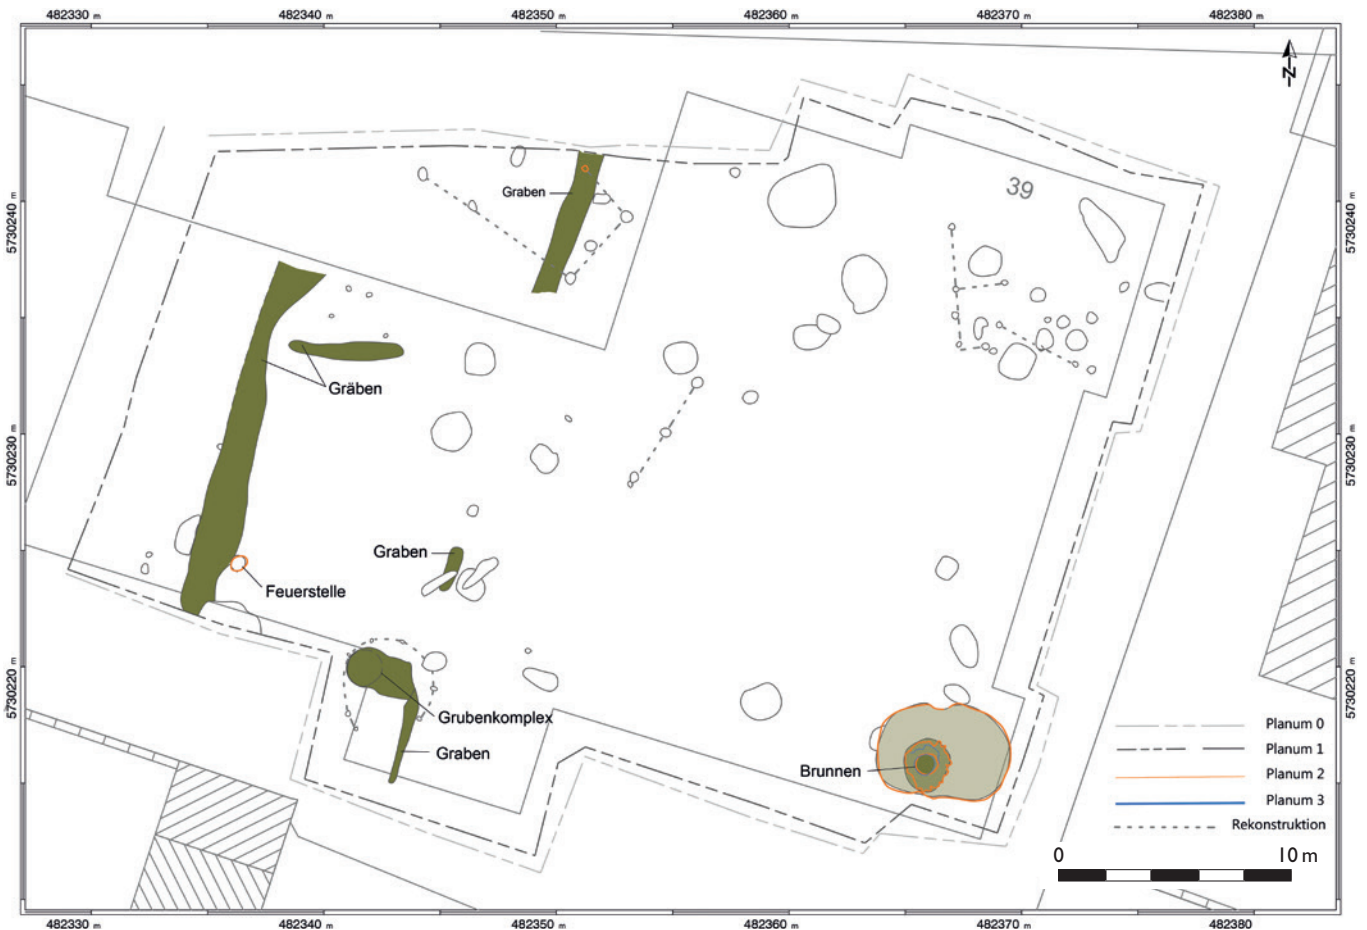 482330 m 482340 m 482350 m 482360 m 482370 m 482380 m
N
5730240 m
5730240 m
39
Graben
Gräben
5730230 m
5730230 m
Graben
Feuerstelle
5730220 m
5730220 m
Grubenkomplex
Graben
Brunnen
Planum 0
Planum 1
Planum 2
Planum 3
Rekonstruktion
0 10 m
482330 m 482340 m 482350 m 482360 m 482370 m 482380 m